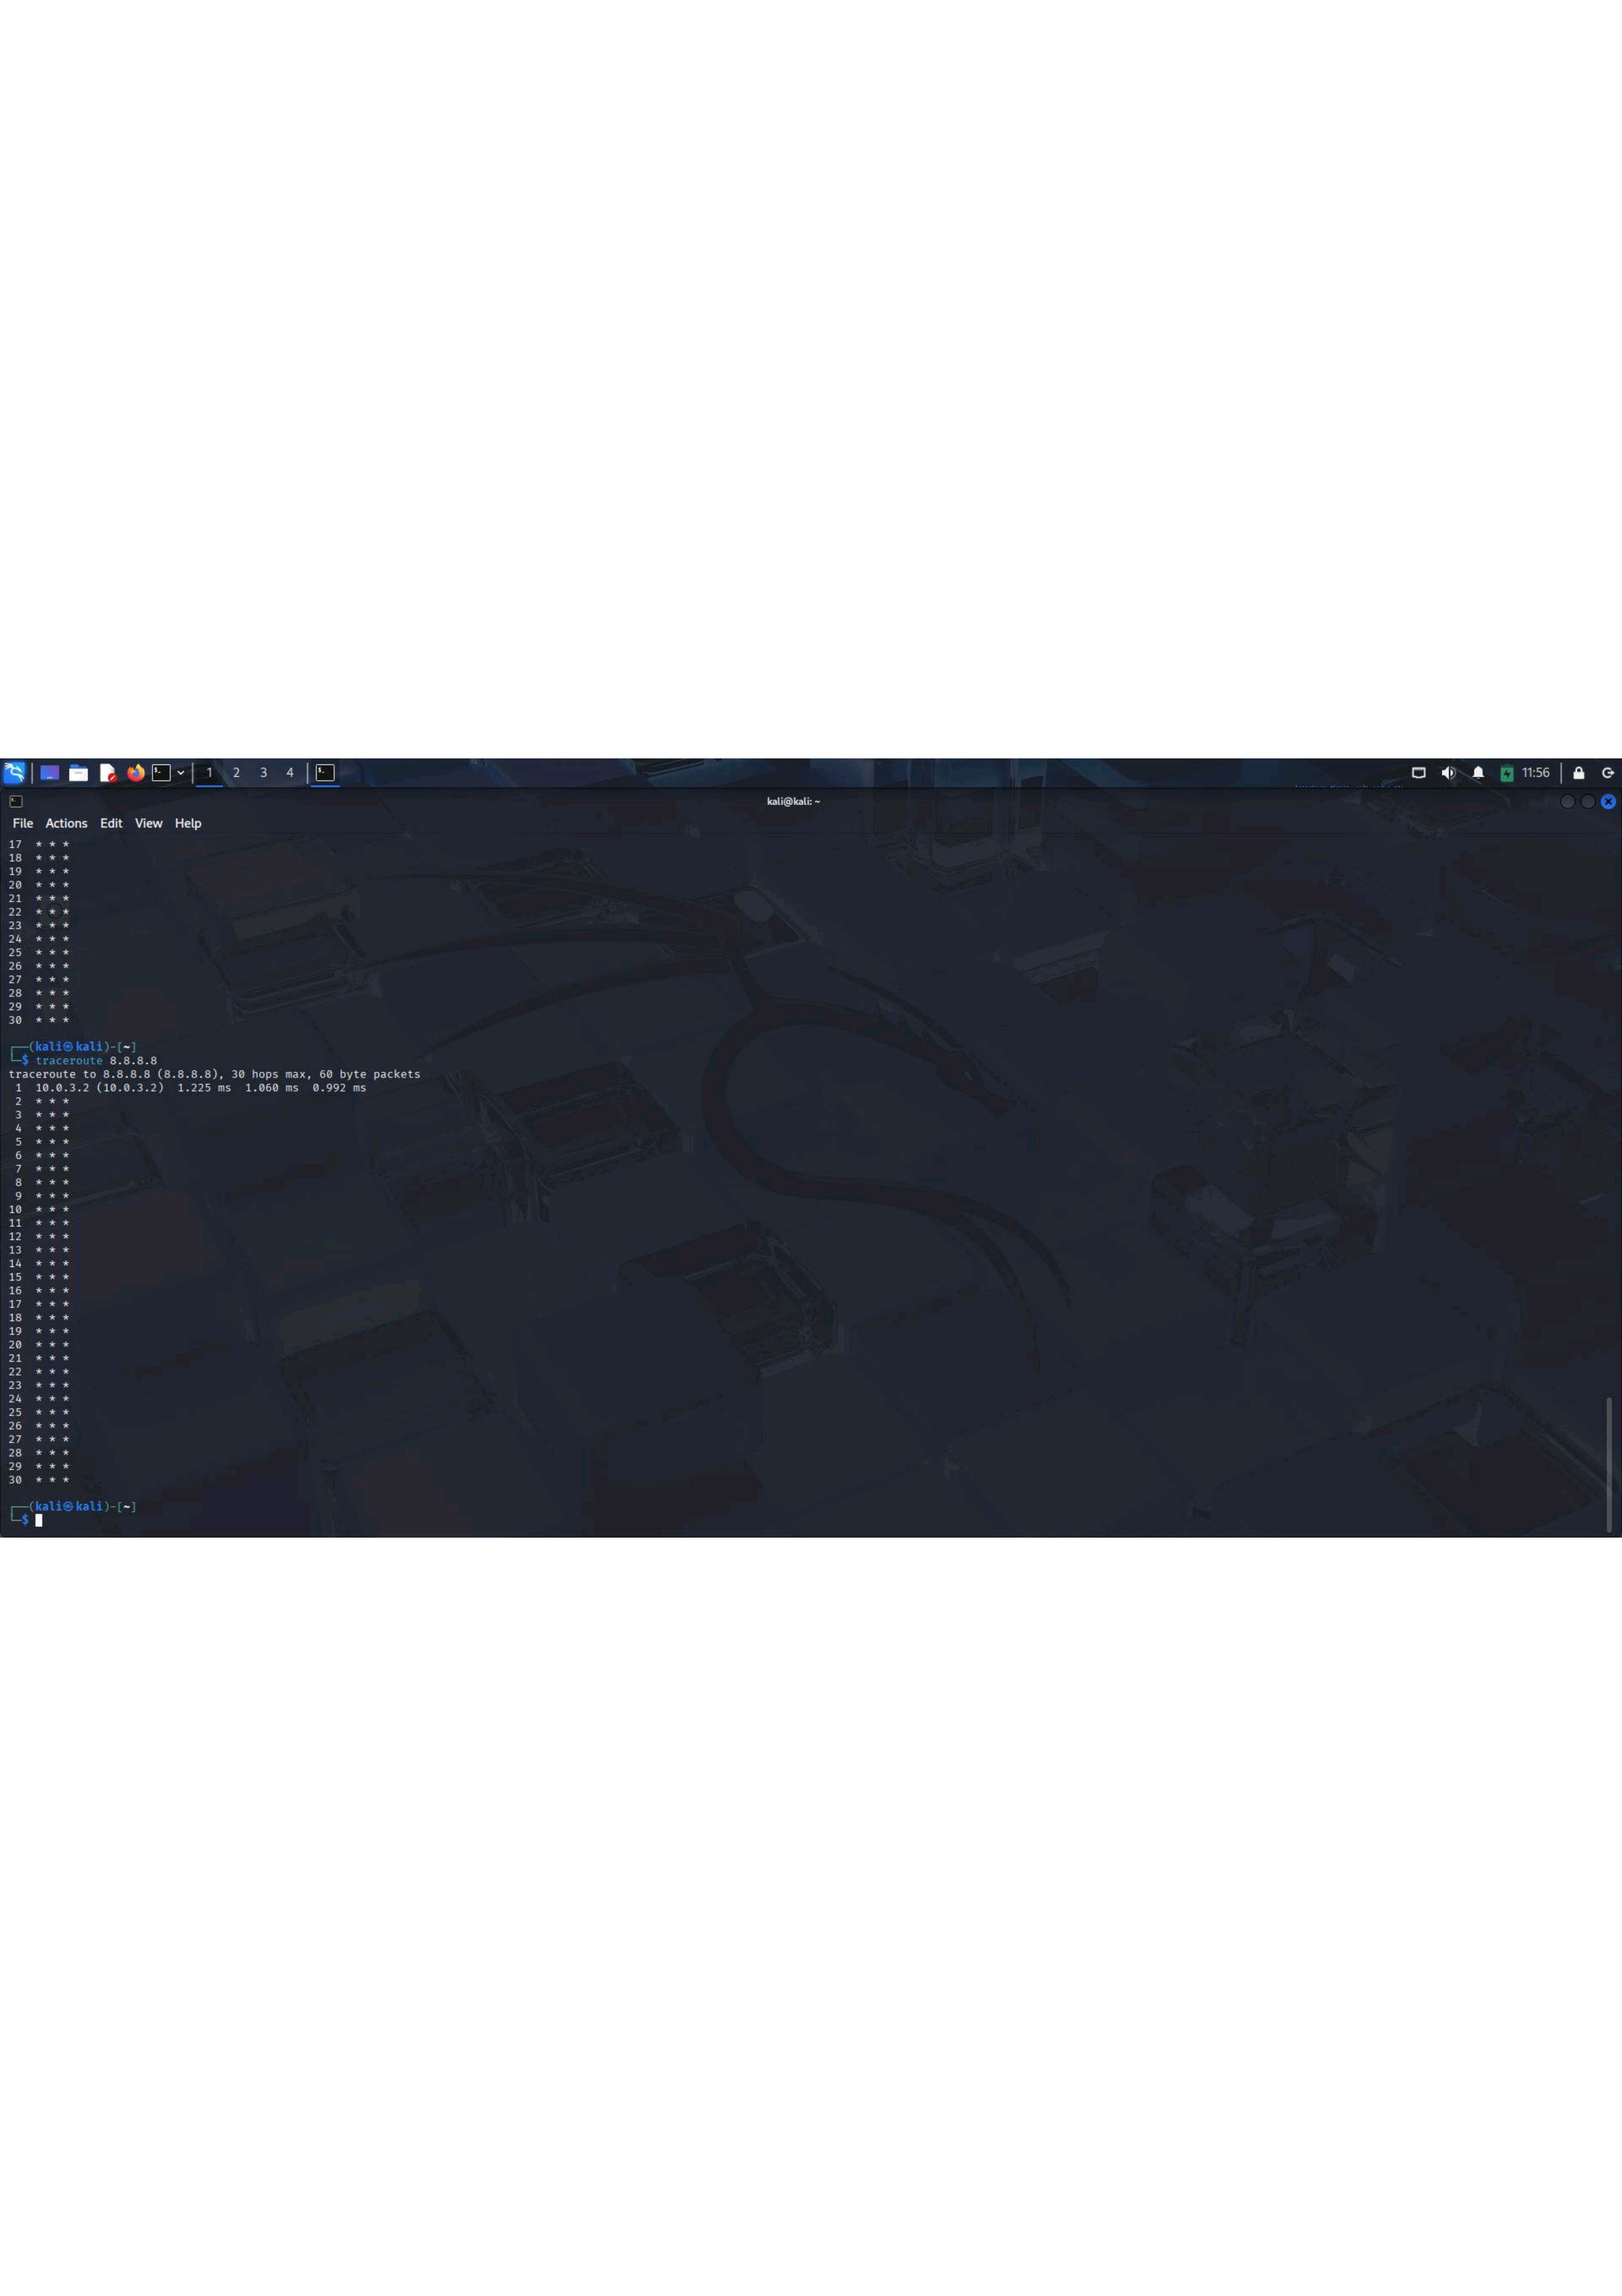 1 2 3 4 11:56
kali@kali: ~
File Actions Edit View Help
17 * * *
18 * * *
19 * * *
20 * * *
21 * * *
22 * * *
23 * * *
24 * * *
25 * * *
26 * * *
27 * * *
28 * * *
29 * * *
30 * * *
┌──(kali㉿kali)-[~]
└─$ traceroute 8.8.8.8
traceroute to 8.8.8.8 (8.8.8.8), 30 hops max, 60 byte packets
1 10.0.3.2 (10.0.3.2) 1.225 ms 1.060 ms 0.992 ms
2 * * *
3 * * *
4 * * *
5 * * *
6 * * *
7 * * *
8 * * *
9 * * *
10 * * *
11 * * *
12 * * *
13 * * *
14 * * *
15 * * *
16 * * *
17 * * *
18 * * *
19 * * *
20 * * *
21 * * *
22 * * *
23 * * *
24 * * *
25 * * *
26 * * *
27 * * *
28 * * *
29 * * *
30 * * *
┌──(kali㉿kali)-[~]
└─$